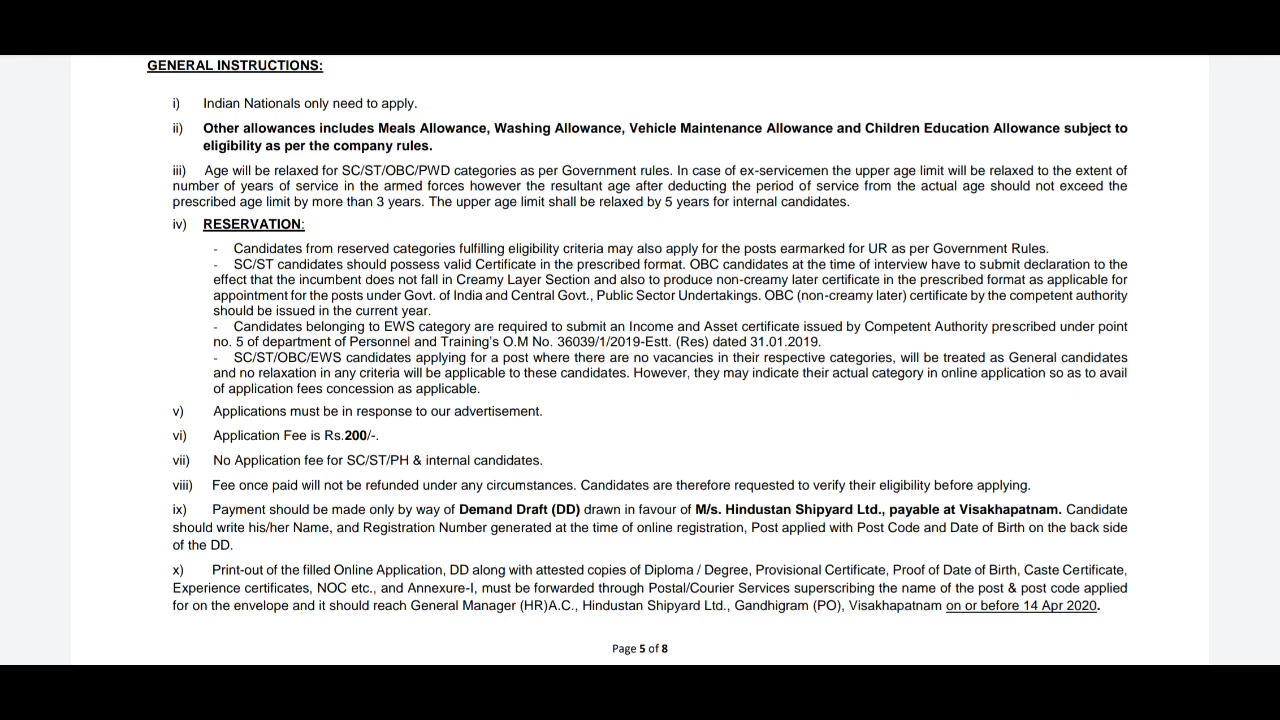 GENERAL INSTRUCTIONS:
i) Indian Nationals only need to apply.
ii) Other allowances includes Meals Allowance, Washing Allowance, Vehicle Maintenance Allowance and Children Education Allowance subject to
eligibility as per the company rules.
iii) Age will be relaxed for SC/ST/OBC/PWD categories as per Government rules. In case of ex-servicemen the upper age limit will be relaxed to the extent of
number of years of service in the armed forces however the resultant age after deducting the period of service from the actual age should not exceed the
prescribed age limit by more than 3 years. The upper age limit shall be relaxed by 5 years for internal candidates.
iv) RESERVATION:
- Candidates from reserved categories fulfilling eligibility criteria may also apply for the posts earmarked for UR as per Government Rules.
- SC/ST candidates should possess valid Certificate in the prescribed format. OBC candidates at the time of interview have to submit declaration to the
effect that the incumbent does not fall in Creamy Layer Section and also to produce non-creamy later certificate in the prescribed format as applicable for
appointment for the posts under Govt. of India and Central Govt., Public Sector Undertakings. OBC (non-creamy later) certificate by the competent authority
should be issued in the current year.
- Candidates belonging to EWS category are required to submit an Income and Asset certificate issued by Competent Authority prescribed under point
no. 5 of department of Personnel and Training's O.M No. 36039/1/2019-Estt. (Res) dated 31.01.2019.
- SC/ST/OBC/EWS candidates applying for a post where there are no vacancies in their respective categories, will be treated as General candidates
and no relaxation in any criteria will be applicable to these candidates. However, they may indicate their actual category in online application so as to avail
of application fees concession as applicable.
v) Applications must be in response to our advertisement.
vi) Application Fee is Rs.200/-.
vii) No Application fee for SC/ST/PH & internal candidates.
viii) Fee once paid will not be refunded under any circumstances. Candidates are therefore requested to verify their eligibility before applying.
ix) Payment should be made only by way of Demand Draft (DD) drawn in favour of M/s. Hindustan Shipyard Ltd., payable at Visakhapatnam. Candidate
should write his/her Name, and Registration Number generated at the time of online registration, Post applied with Post Code and Date of Birth on the back side
of the DD.
x) Print-out of the filled Online Application, DD along with attested copies of Diploma / Degree, Provisional Certificate, Proof of Date of Birth, Caste Certificate,
Experience certificates, NOC etc., and Annexure-I, must be forwarded through Postal/Courier Services superscribing the name of the post & post code applied
for on the envelope and it should reach General Manager (HR)A.C., Hindustan Shipyard Ltd., Gandhigram (PO), Visakhapatnam on or before 14 Apr 2020.
Page 5 of 8